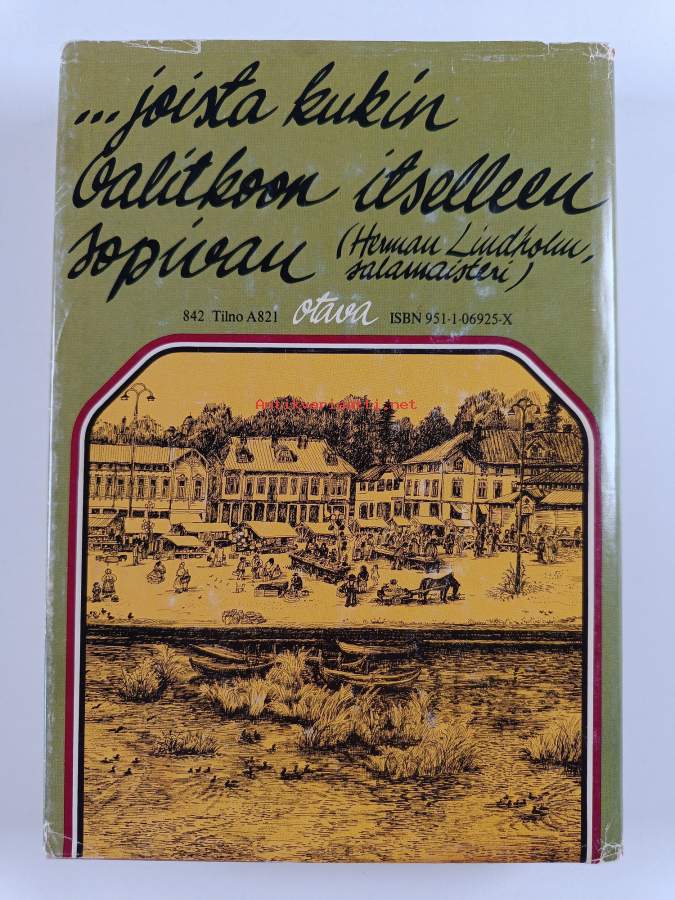 ...joista kukin
valitkoon itselleen
sopivan (Herman Lindholm,
salamaisteri)
842 Tilno A821 otava ISBN 951-1-06925-X
Antikvariaatti.net